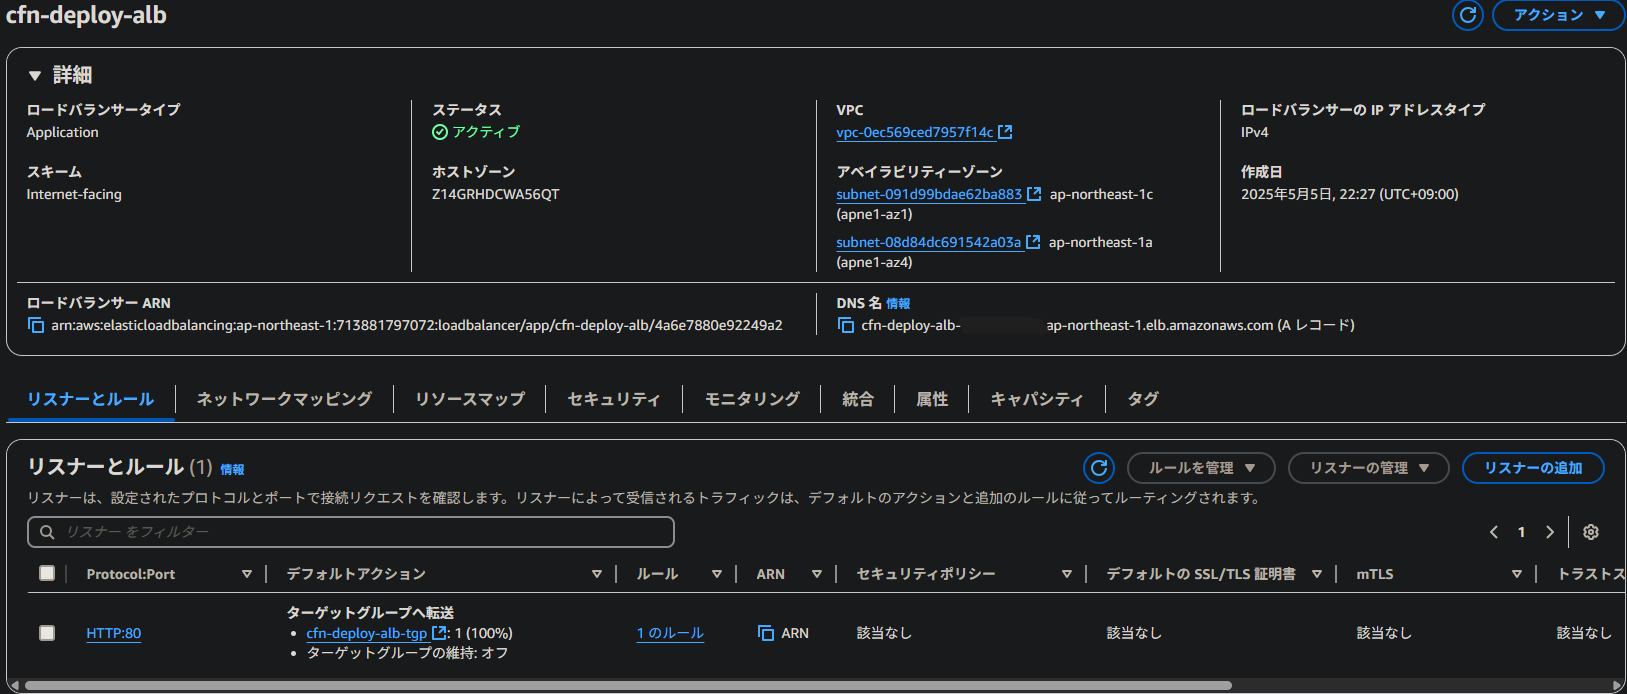 cfn-deploy-alb
アクション
詳細
ロードバランサータイプ
Application
ステータス
アクティブ
VPC
vpc-0ec569ced7957f14c
ロードバランサーの IP アドレスタイプ
IPv4
スキーム
Internet-facing
ホストゾーン
Z14GRHDCWA56QT
アベイラビリティーゾーン
subnet-091d99bdae62ba883 ap-northeast-1c
(apne1-az1)
subnet-08d84dc691542a03a ap-northeast-1a
(apne1-az4)
作成日
2025年5月5日, 22:27 (UTC+09:00)
ロードバランサー ARN
arn:aws:elasticloadbalancing:ap-northeast-1:713881797072:loadbalancer/app/cfn-deploy-alb/4a6e7880e92249a2
DNS 名 情報
cfn-deploy-alb- ap-northeast-1.elb.amazonaws.com (A レコード)
リスナーとルール ネットワークマッピング リソースマップ セキュリティ モニタリング 統合 属性 キャパシティ タグ
リスナーとルール (1) 情報
ルールを管理 リスナーの管理 リスナーの追加
リスナーは、設定されたプロトコルとポートで接続リクエストを確認します。リスナーによって受信されるトラフィックは、デフォルトのアクションと追加のルールに従ってルーティングされます。
リスナー をフィルター
1
Protocol:Port デフォルトアクション ルール ARN セキュリティポリシー デフォルトの SSL/TLS 証明書 mTLS トラストス
HTTP:80
ターゲットグループへ転送
• cfn-deploy-alb-tgp : 1 (100%)
• ターゲットグループの維持: オフ
1 のルール
ARN
該当なし
該当なし
該当なし
該当なし